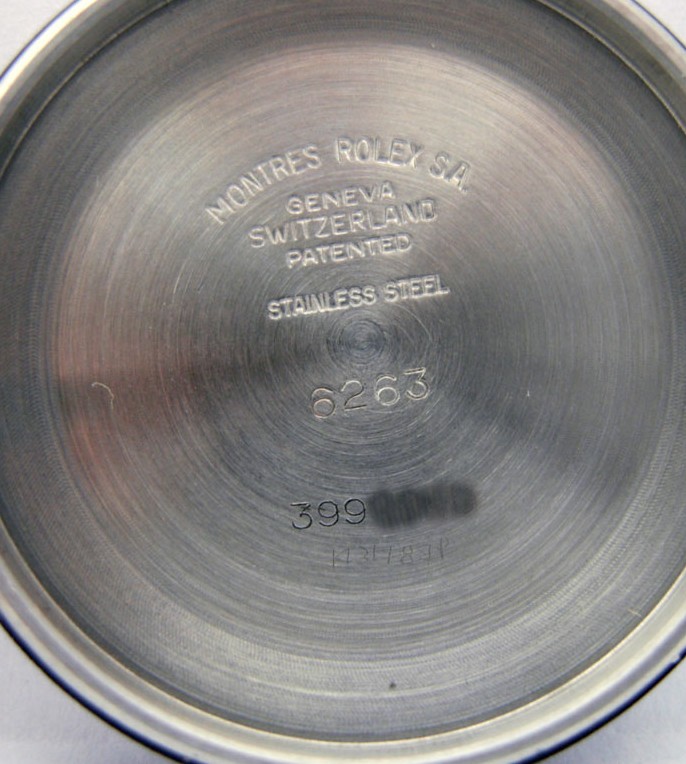 MONTRES ROLEX S.A.
GENEVA
SWITZERLAND
PATENTED
STAINLESS STEEL
6263
399